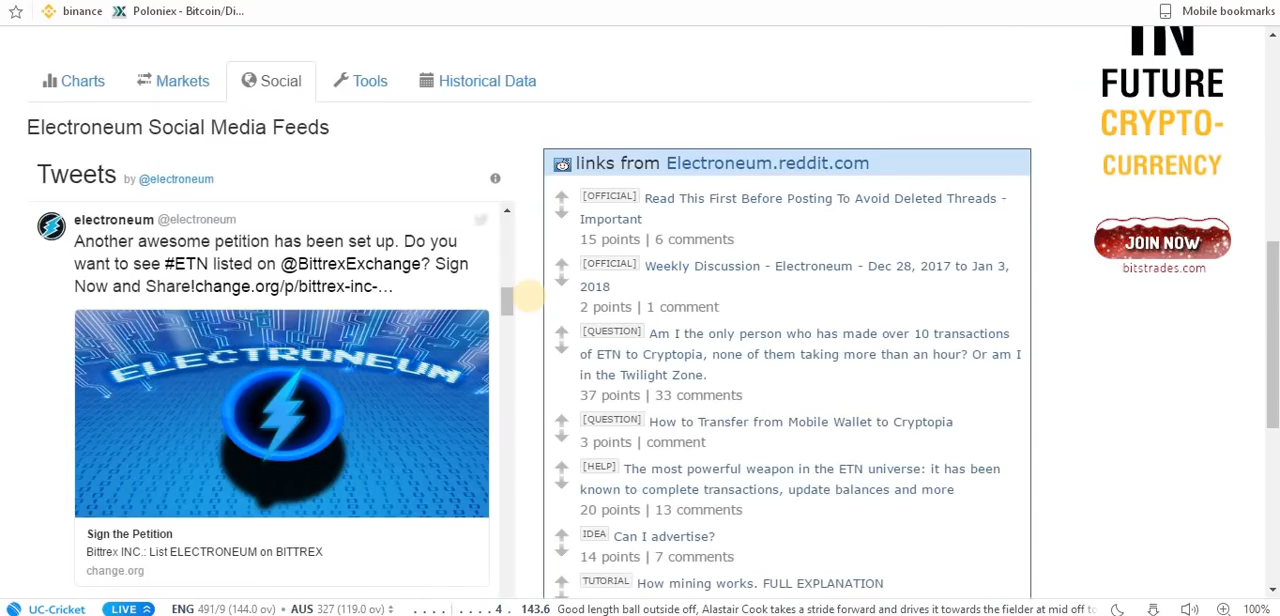 binance
Poloniex - Bitcoin/Di...
Mobile bookmarks
IN
FUTURE
CRYPTO-
CURRENCY
JOIN NOW
bitstrades.com
Charts
Markets
Social
Tools
Historical Data
Electroneum Social Media Feeds
Tweets by @electroneum
electroneum @electroneum
Another awesome petition has been set up. Do you
want to see #ETN listed on @BittrexExchange? Sign
Now and Share!change.org/p/bittrex-inc-...
ELECTRONEUM
Sign the Petition
Bittrex INC.: List ELECTRONEUM on BITTREX
change.org
links from Electroneum.reddit.com
[OFFICIAL] Read This First Before Posting To Avoid Deleted Threads -
Important
15 points | 6 comments
[OFFICIAL] Weekly Discussion - Electroneum - Dec 28, 2017 to Jan 3,
2018
2 points | 1 comment
[QUESTION] Am I the only person who has made over 10 transactions
of ETN to Cryptopia, none of them taking more than an hour? Or am I
in the Twilight Zone.
37 points | 33 comments
[QUESTION] How to Transfer from Mobile Wallet to Cryptopia
3 points | comment
[HELP] The most powerful weapon in the ETN universe: it has been
known to complete transactions, update balances and more
20 points | 13 comments
IDEA Can I advertise?
14 points | 7 comments
TUTORIAL How mining works. FULL EXPLANATION
UC-Cricket LIVE ENG 491/9 (144.0 ov) • AUS 327 (119.0 ov) . . . . . . . . 4 . 143.6 Good length ball outside off, Alastair Cook takes a stride forward and drives it towards the fielder at mid off to 100%